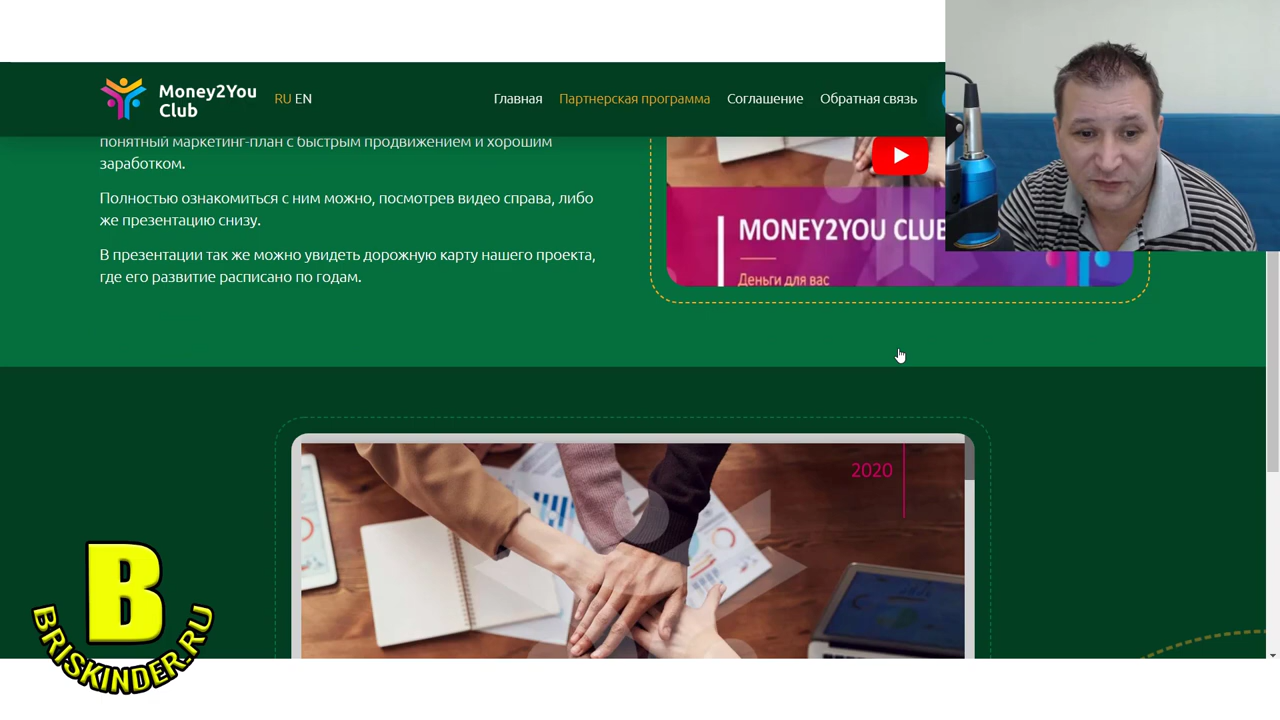 Money2You
Club
RU EN
Главная
Партнерская программа
Соглашение
Обратная связь
понятный маркетинг-план с быстрым продвижением и хорошим
заработком.
Полностью ознакомиться с ним можно, посмотрев видео справа, либо
же презентацию снизу.
В презентации так же можно увидеть дорожную карту нашего проекта,
где его развитие расписано по годам.
MONEY2YOU CLUB
Деньги для вас
2020
B
BRISKINDER.RU